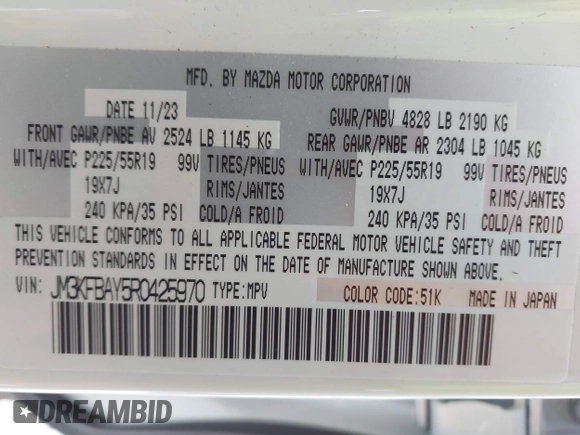 MFD. BY MAZDA MOTOR CORPORATION
DATE 11/23 GVWR/PNBV 4828 LB 2190 KG
FRONT GAWR/PNBE AV 2524 LB 1145 KG REAR GAWR/PNBE AR 2304 LB 1045 KG
WITH/AVEC P225/55R19 99V TIRES/PNEUS WITH/AVEC P225/55R19 99V TIRES/PNEUS
19X7J RIMS/JANTES 19X7J RIMS/JANTES
240 KPA/35 PSI COLD/A FROID 240 KPA/35 PSI COLD/A FROID
THIS VEHICLE CONFORMS TO ALL APPLICABLE FEDERAL MOTOR VEHICLE SAFETY AND THEFT
PREVENTION STANDARDS IN EFFECT ON THE DATE OF MANUFACTURE SHOWN ABOVE.
VIN: JM3KFBAY5R0425970 TYPE:MPV COLOR CODE:51K MADE IN JAPAN
DREAMBID